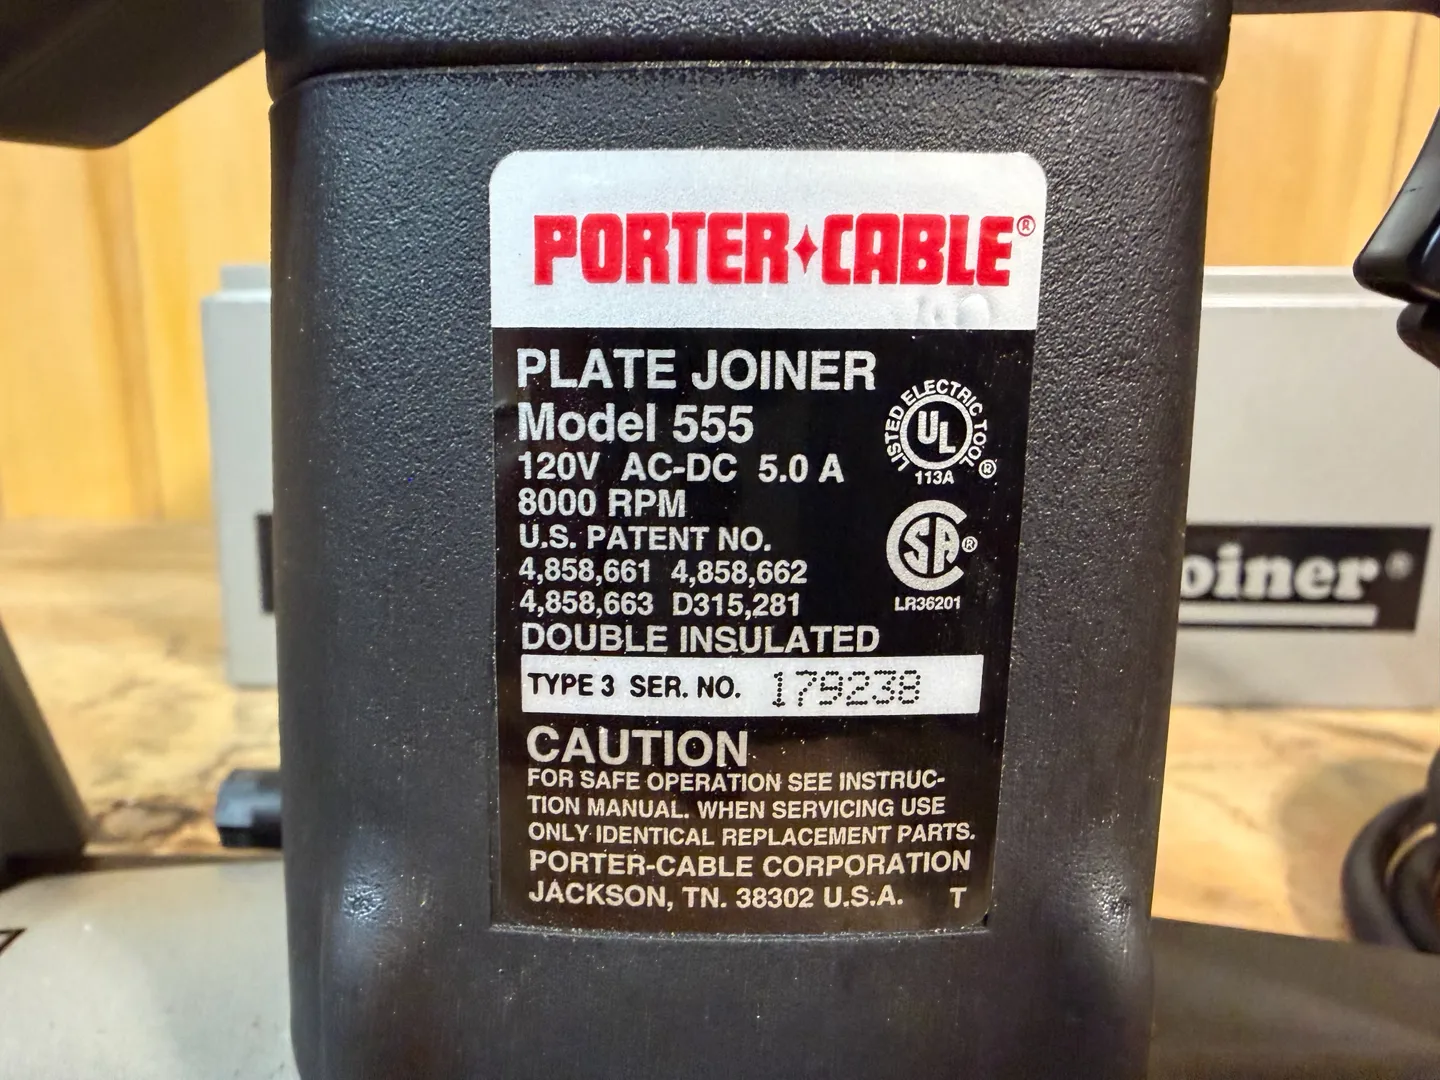 PORTER✦CABLE®
PLATE JOINER
Model 555
120V AC-DC 5.0 A
8000 RPM
U.S. PATENT NO.
4,858,661 4,858,662
4,858,663 D315,281
DOUBLE INSULATED
LISTED ELECTRIC TOOL
UL®
113A
SA®
LR36201
TYPE 3 SER. NO. 179238
CAUTION
FOR SAFE OPERATION SEE INSTRUC-
TION MANUAL. WHEN SERVICING USE
ONLY IDENTICAL REPLACEMENT PARTS.
PORTER-CABLE CORPORATION
JACKSON, TN. 38302 U.S.A. T
oiner®